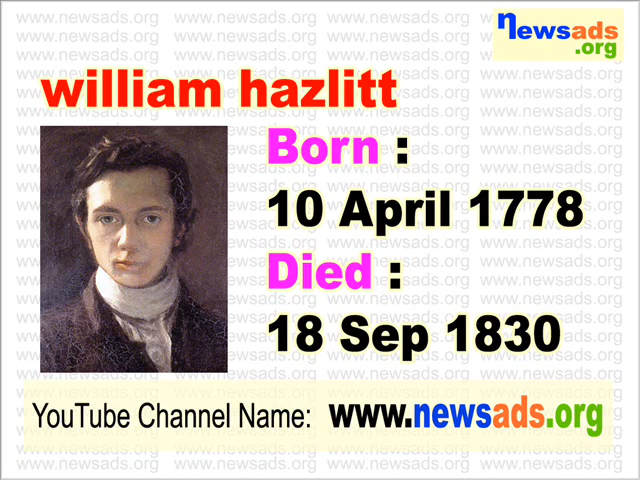 newsads
.org
william hazlitt
Born :
10 April 1778
Died :
18 Sep 1830
YouTube Channel Name: www.newsads.org